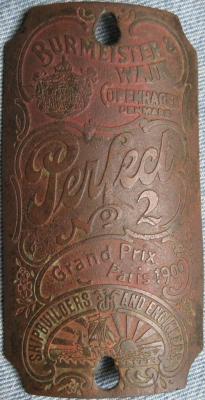 BURMEISTER &
WAIN
COPENHAGEN
DENMARK
Perfect
No 2
Grand Prix
Paris 1900
SHIPBUILDERS AND ENGINEERS